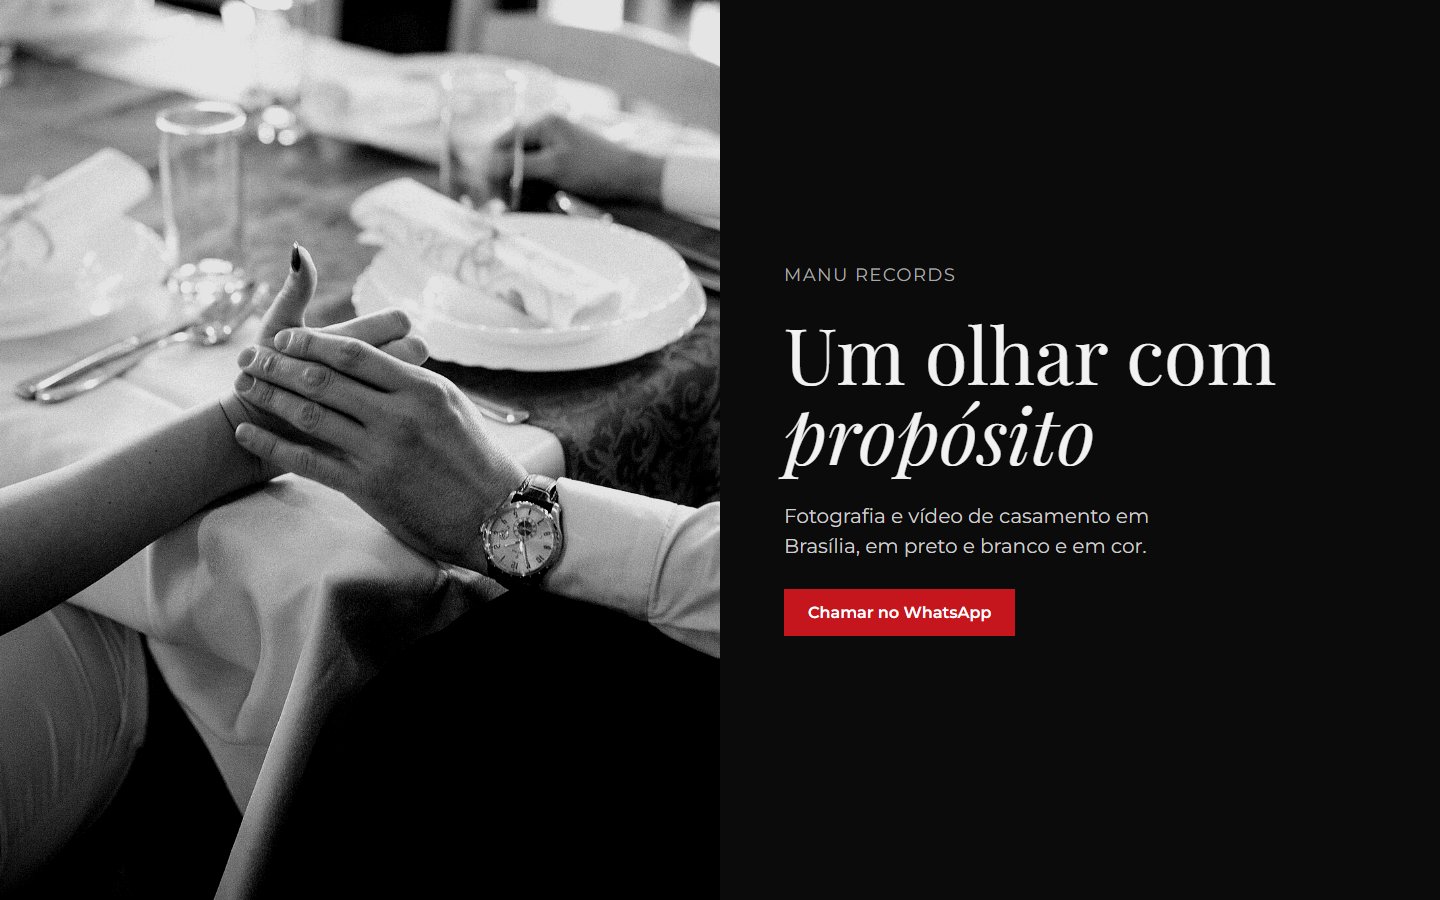 MANU RECORDS
Um olhar com
propósito
Fotografia e vídeo de casamento em
Brasília, em preto e branco e em cor.
Chamar no WhatsApp